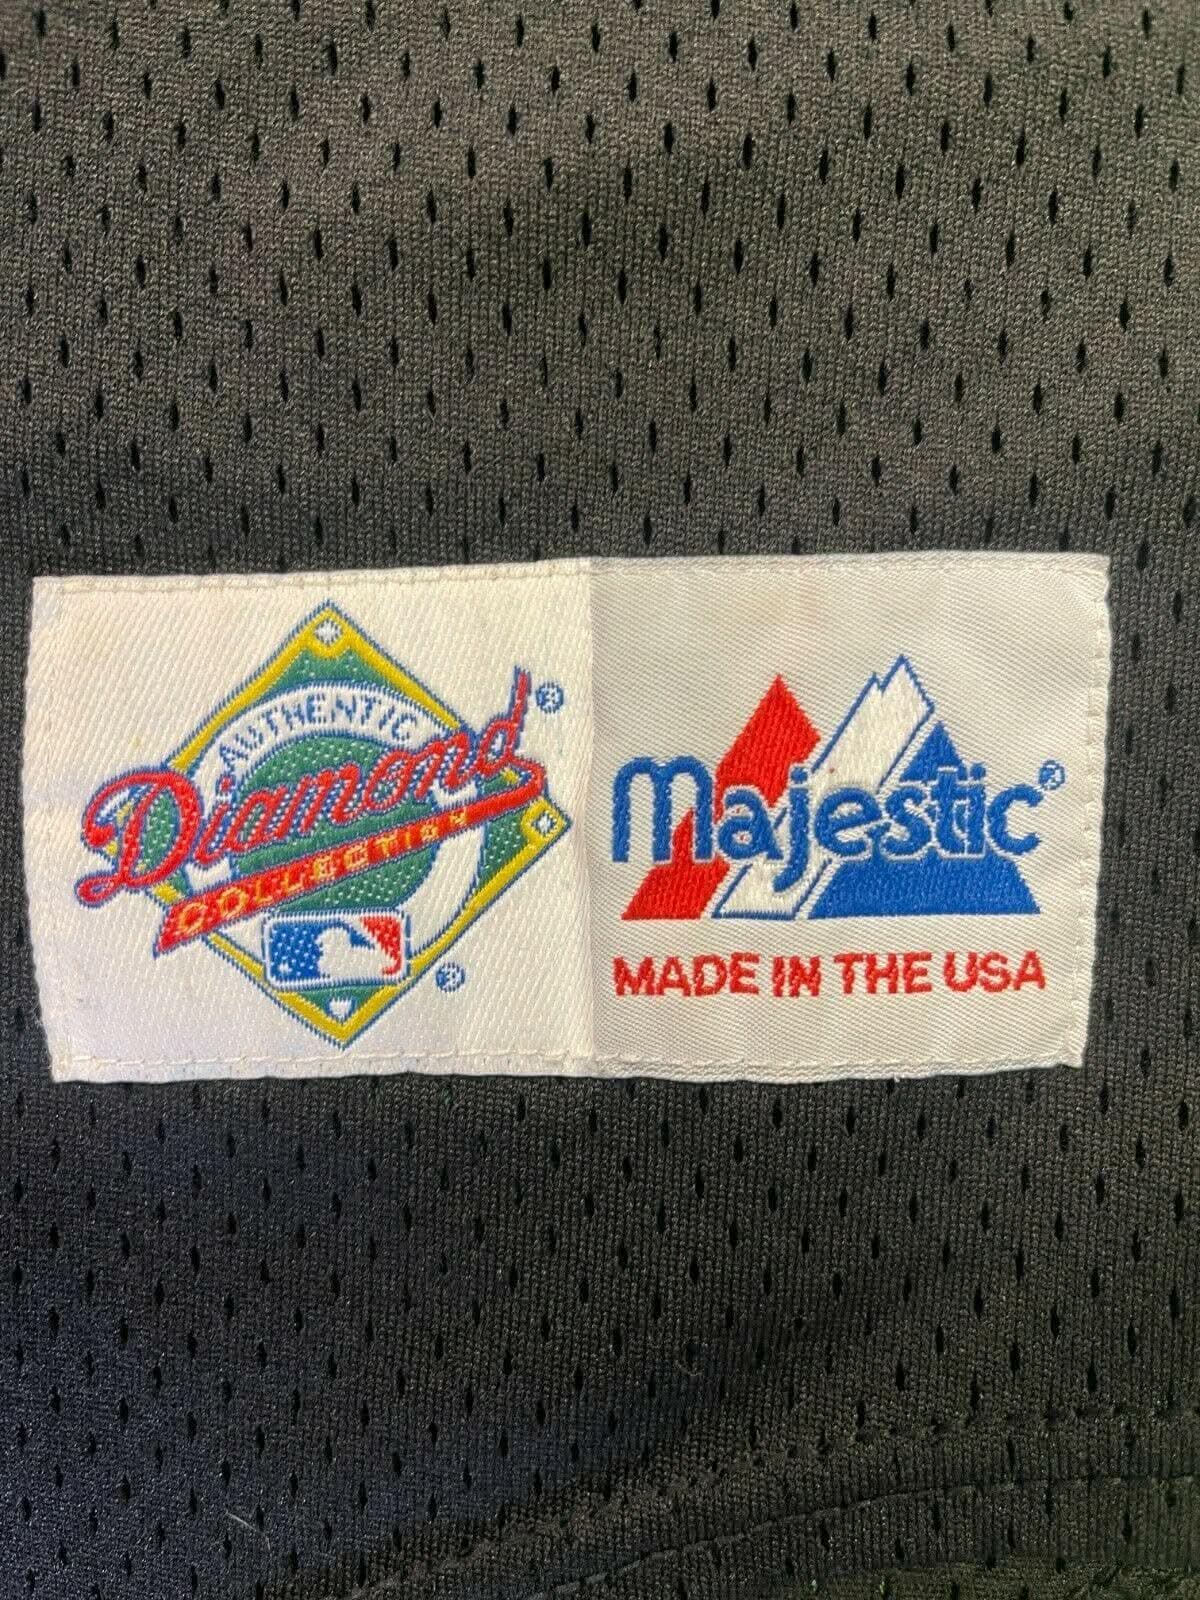 AUTHENTIC
Diamond®
COLLECTION
®
Majestic®
MADE IN THE USA